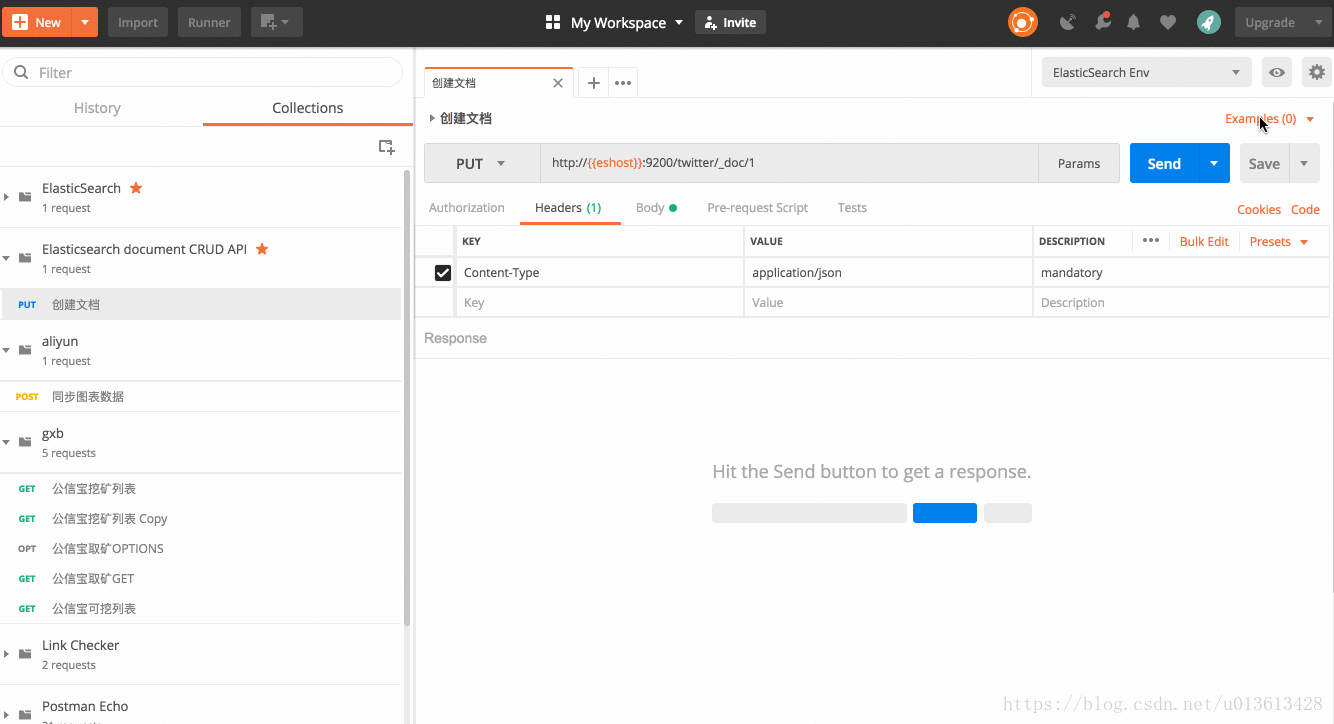 New
Import
Runner
My Workspace
Invite
Upgrade
Filter
History
Collections
ElasticSearch
1 request
Elasticsearch document CRUD API
1 request
PUT 创建文档
aliyun
1 request
POST 同步图表数据
gxb
5 requests
GET 公信宝挖矿列表
GET 公信宝挖矿列表 Copy
OPT 公信宝取矿OPTIONS
GET 公信宝取矿GET
GET 公信宝可挖列表
Link Checker
2 requests
Postman Echo
创建文档
ElasticSearch Env
创建文档
Examples (0)
PUT http://{{eshost}}:9200/twitter/_doc/1 Params Send Save
Authorization Headers (1) Body Pre-request Script Tests Cookies Code
KEY VALUE DESCRIPTION Bulk Edit Presets
Content-Type application/json mandatory
Key Value Description
Response
Hit the Send button to get a response.
https://blog.csdn.net/u013613428